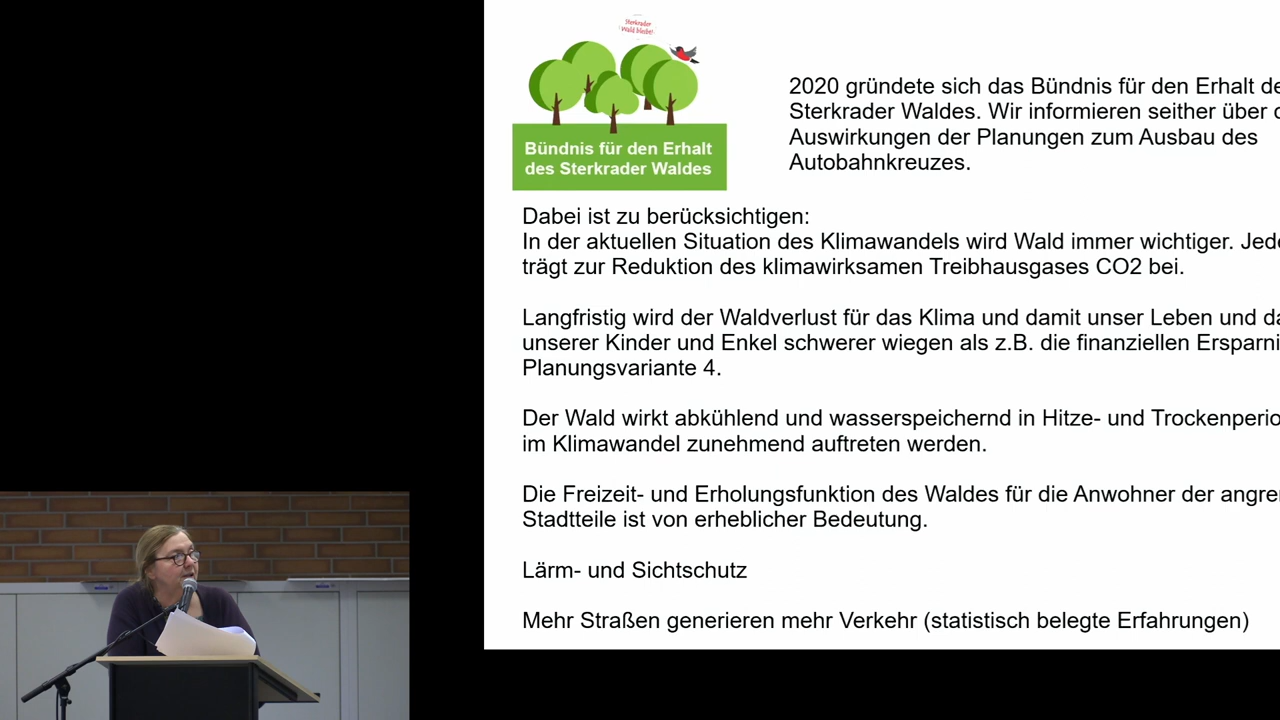 Sterkrader
Wald bleibt!
Bündnis für den Erhalt
des Sterkrader Waldes
2020 gründete sich das Bündnis für den Erhalt de
Sterkrader Waldes. Wir informieren seither über d
Auswirkungen der Planungen zum Ausbau des
Autobahnkreuzes.
Dabei ist zu berücksichtigen:
In der aktuellen Situation des Klimawandels wird Wald immer wichtiger. Jede
trägt zur Reduktion des klimawirksamen Treibhausgases CO2 bei.
Langfristig wird der Waldverlust für das Klima und damit unser Leben und da
unserer Kinder und Enkel schwerer wiegen als z.B. die finanziellen Ersparni
Planungsvariante 4.
Der Wald wirkt abkühlend und wasserspeichernd in Hitze- und Trockenperio
im Klimawandel zunehmend auftreten werden.
Die Freizeit- und Erholungsfunktion des Waldes für die Anwohner der angre
Stadtteile ist von erheblicher Bedeutung.
Lärm- und Sichtschutz
Mehr Straßen generieren mehr Verkehr (statistisch belegte Erfahrungen)